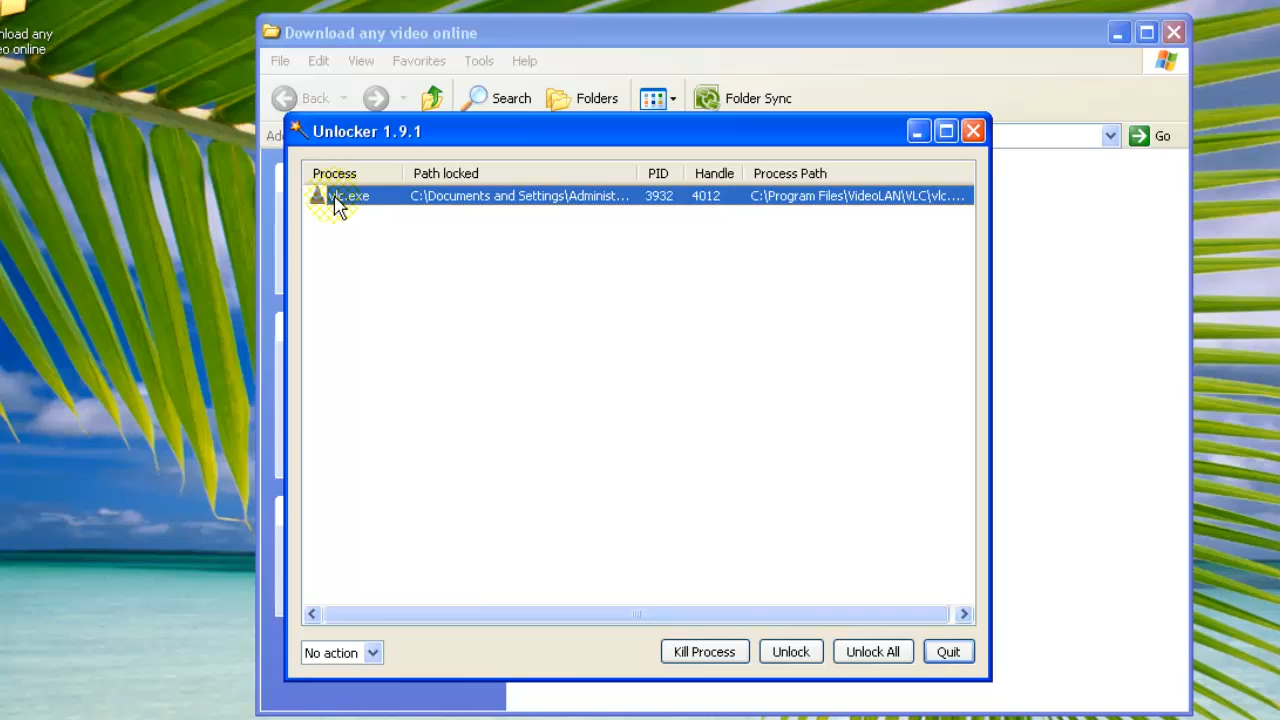 nload any
eo online
Download any video online
File Edit View Favorites Tools Help
Back Search Folders Folder Sync
Go
Unlocker 1.9.1
Process Path locked PID Handle Process Path
vlc.exe C:\Documents and Settings\Administ... 3932 4012 C:\Program Files\VideoLAN\VLC\vlc....
No action Kill Process Unlock Unlock All Quit